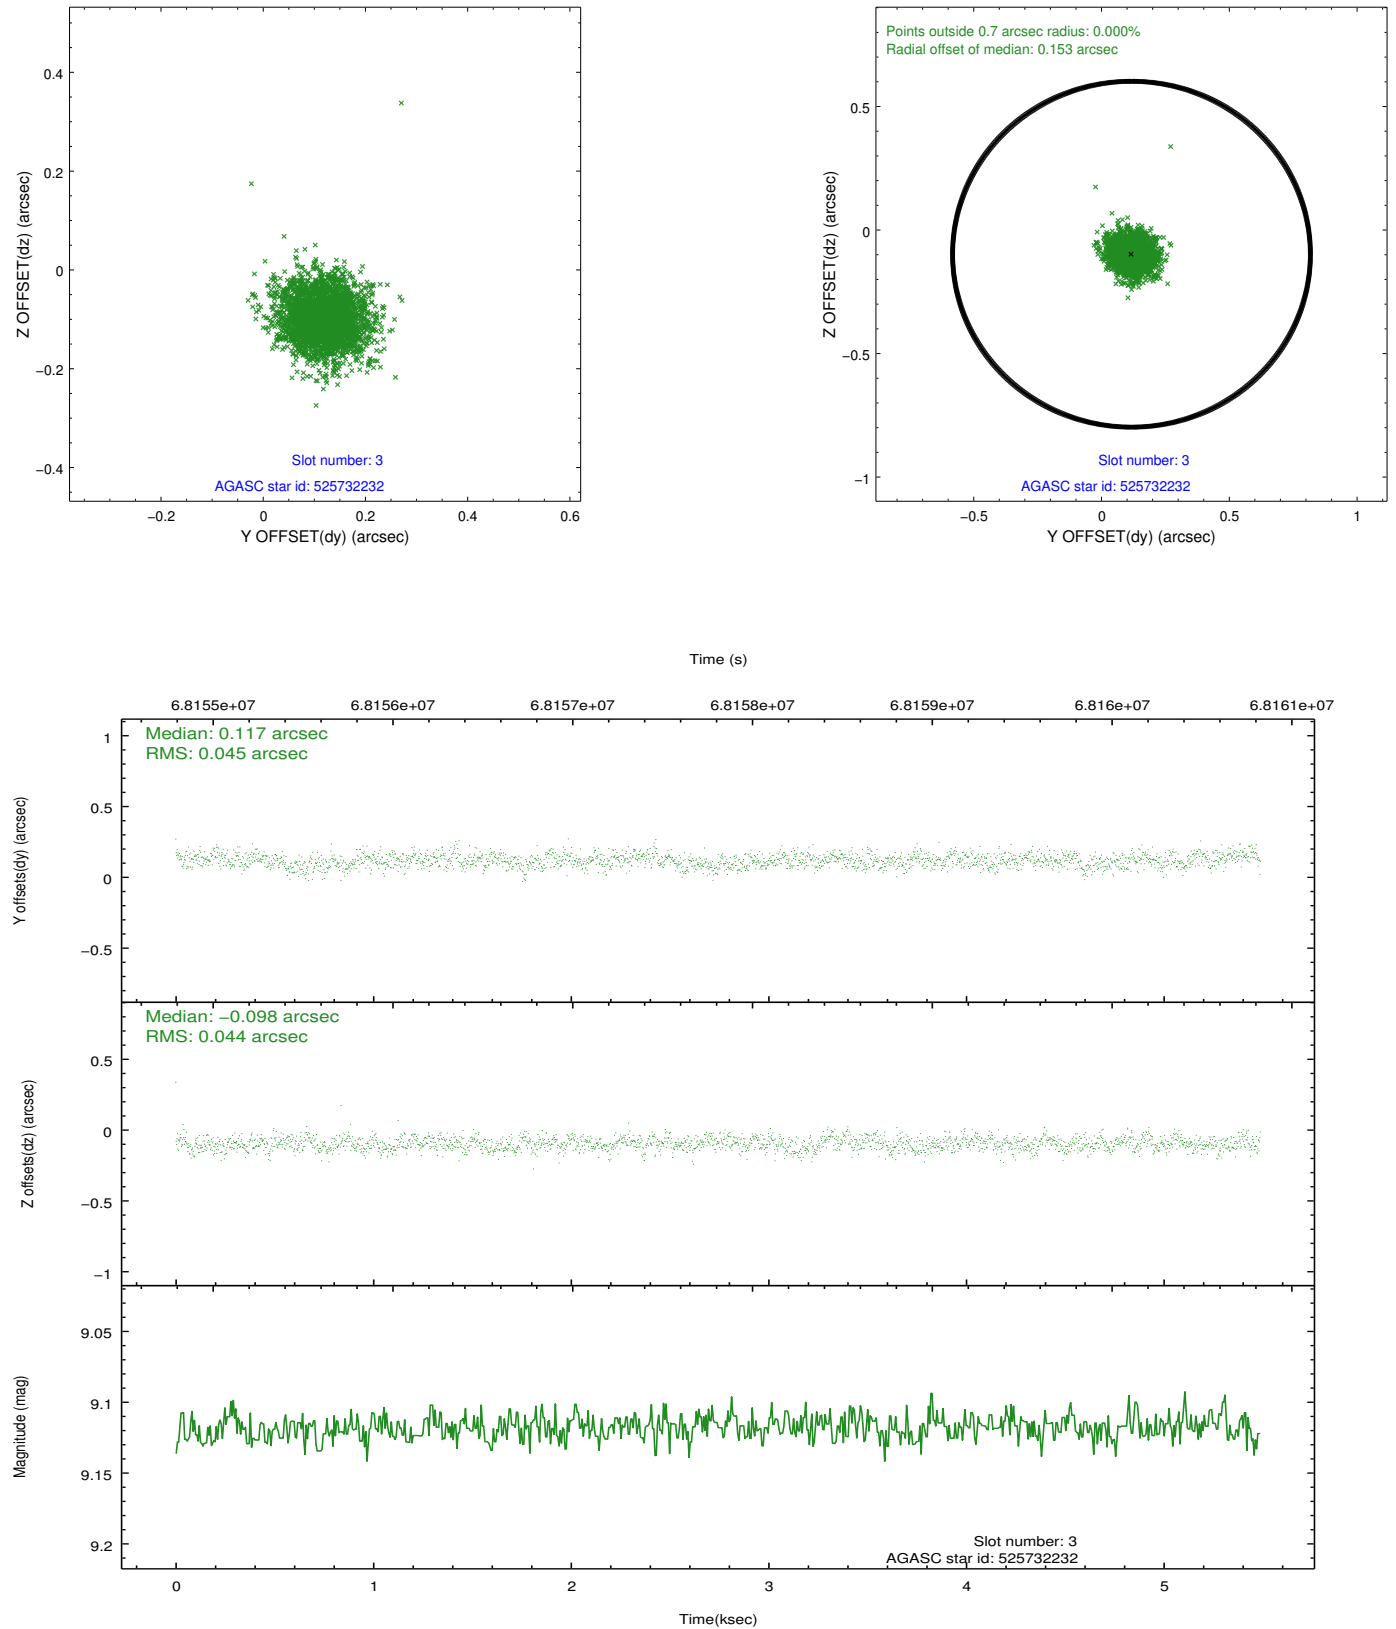 Z OFFSET(dz) (arcsec)
0.4
0.2
0
−0.2
−0.4
Slot number: 3
AGASC star id: 525732232
−0.2 0 0.2 0.4 0.6
Y OFFSET(dy) (arcsec)
Points outside 0.7 arcsec radius: 0.000%
Radial offset of median: 0.153 arcsec
Z OFFSET(dz) (arcsec)
0.5
0
−0.5
−1
Slot number: 3
AGASC star id: 525732232
−0.5 0 0.5 1
Y OFFSET(dy) (arcsec)
Time (s)
6.8155e+07 6.8156e+07 6.8157e+07 6.8158e+07 6.8159e+07 6.816e+07 6.8161e+07
Median: 0.117 arcsec
RMS: 0.045 arcsec
Y offsets(dy) (arcsec)
1
0.5
0
−0.5
Median: −0.098 arcsec
RMS: 0.044 arcsec
Z offsets(dz) (arcsec)
0.5
0
−0.5
−1
Magnitude (mag)
9.05
9.1
9.15
9.2
Slot number: 3
AGASC star id: 525732232
0 1 2 3 4 5
Time(ksec)